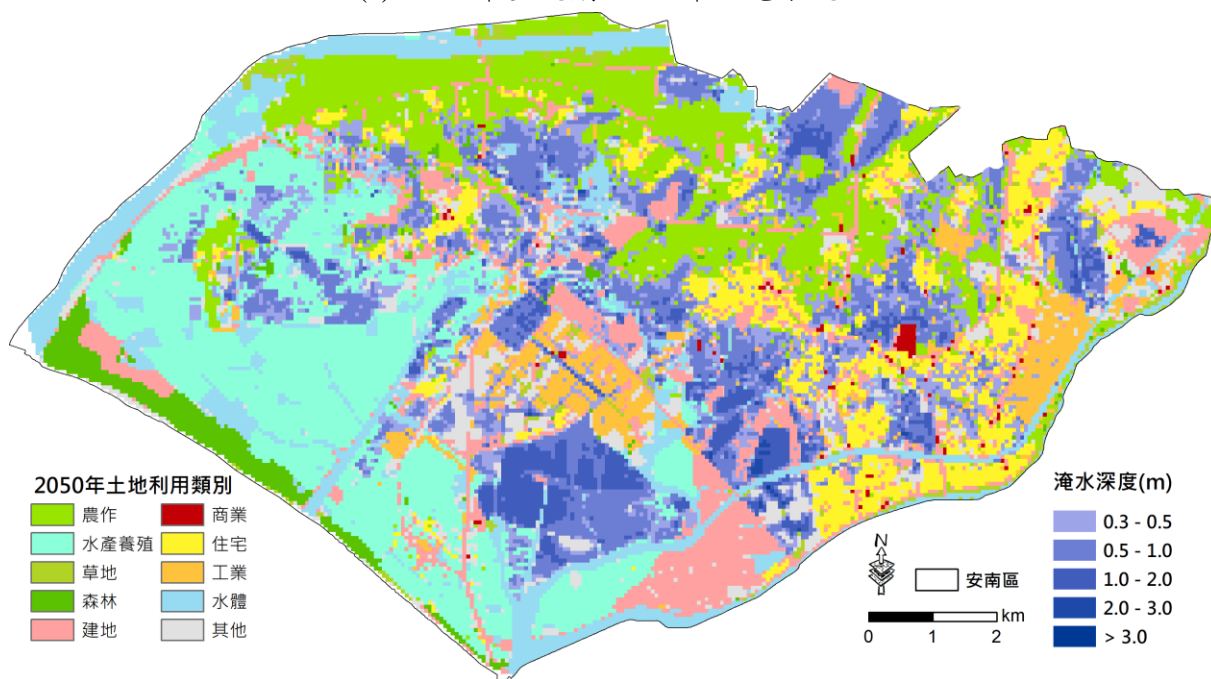 2050年土地利用類別
農作
商業
水產養殖
住宅
草地
工業
森林
水體
建地
其他
N
安南區
km
0 1 2
淹水深度(m)
0.3 - 0.5
0.5 - 1.0
1.0 - 2.0
2.0 - 3.0
> 3.0